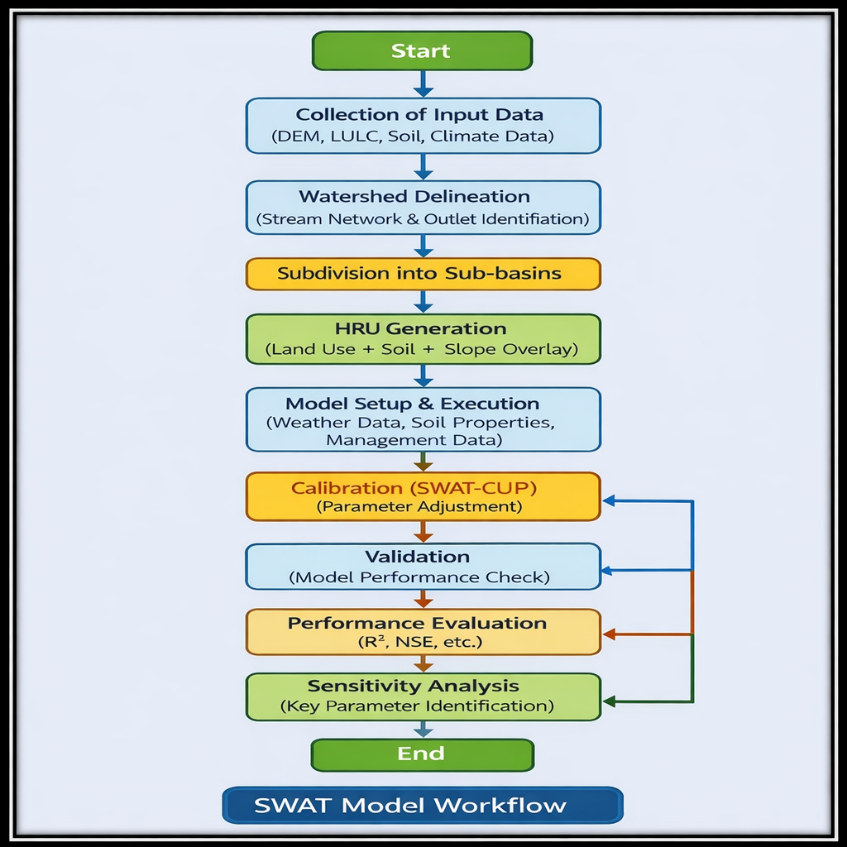 Start
Collection of Input Data
(DEM, LULC, Soil, Climate Data)
Watershed Delineation
(Stream Network & Outlet Identifiation)
Subdivision into Sub-basins
HRU Generation
(Land Use + Soil + Slope Overlay)
Model Setup & Execution
(Weather Data, Soil Properties,
Management Data)
Calibration (SWAT-CUP)
(Parameter Adjustment)
Validation
(Model Performance Check)
Performance Evaluation
(R², NSE, etc.)
Sensitivity Analysis
(Key Parameter Identification)
End
SWAT Model Workflow